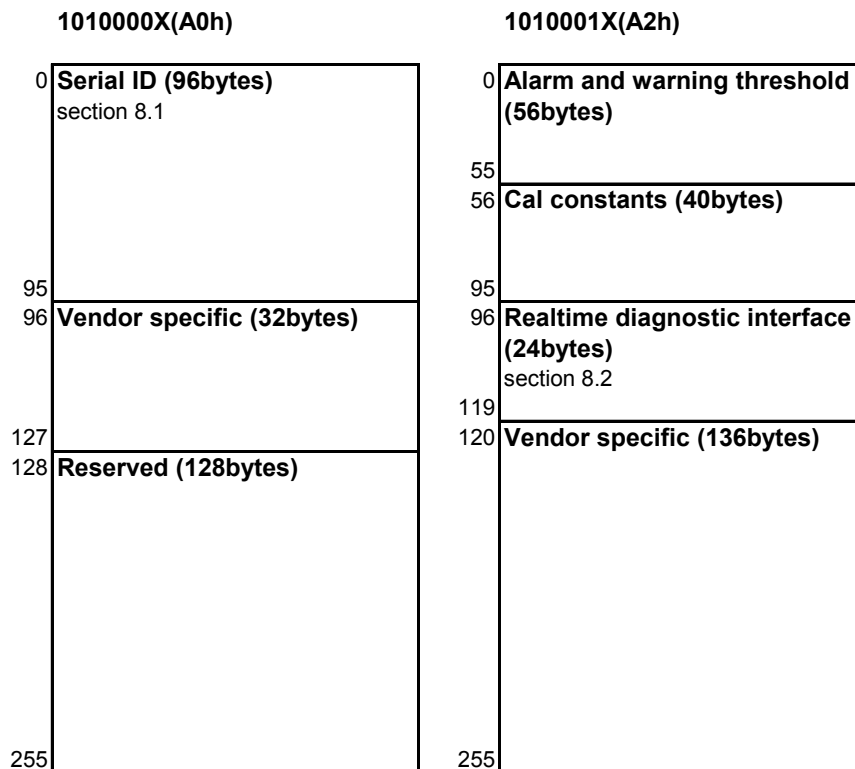 1010000X(A0h)
0 Serial ID (96bytes)
section 8.1
95
96 Vendor specific (32bytes)
127
128 Reserved (128bytes)
255
1010001X(A2h)
0 Alarm and warning threshold
(56bytes)
55
56 Cal constants (40bytes)
95
96 Realtime diagnostic interface
(24bytes)
section 8.2
119
120 Vendor specific (136bytes)
255